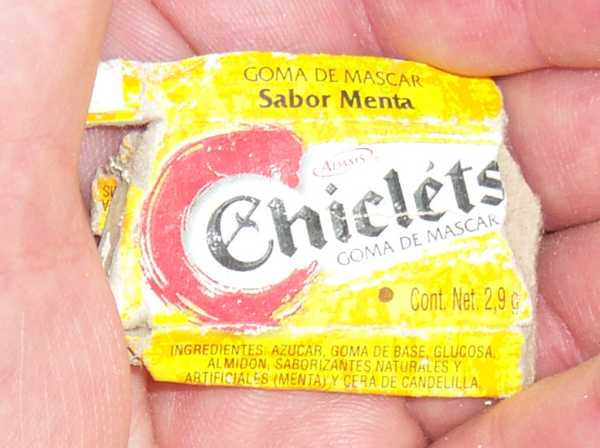 GOMA DE MASCAR
Sabor Menta
ADAMS
Chicléts
GOMA DE MASCAR
Cont. Net. 2,9 g
INGREDIENTES: AZUCAR, GOMA DE BASE, GLUCOSA,
ALMIDON, SABORIZANTES NATURALES Y
ARTIFICIALES (MENTA) Y CERA DE CANDELILLA.